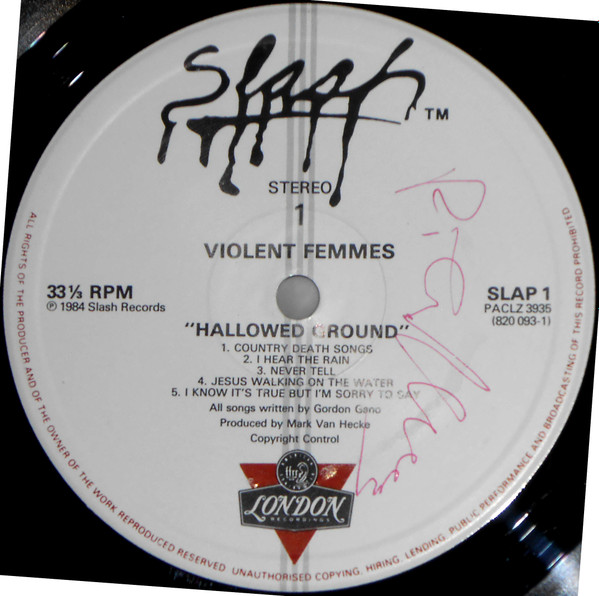 Slash TM
STEREO
1
VIOLENT FEMMES
33⅓ RPM
℗ 1984 Slash Records
SLAP 1
PACLZ 3935
(820 093-1)
"HALLOWED GROUND"
1. COUNTRY DEATH SONGS
2. I HEAR THE RAIN
3. NEVER TELL
4. JESUS WALKING ON THE WATER
5. I KNOW IT'S TRUE BUT I'M SORRY TO SAY
All songs written by Gordon Gano
Produced by Mark Van Hecke
Copyright Control
ffrr
LONDON
RECORDINGS
ALL RIGHTS OF THE PRODUCER AND OF THE OWNER OF THE WORK REPRODUCED RESERVED UNAUTHORISED COPYING, HIRING, LENDING, PUBLIC PERFORMANCE AND BROADCASTING OF THIS RECORD PROHIBITED